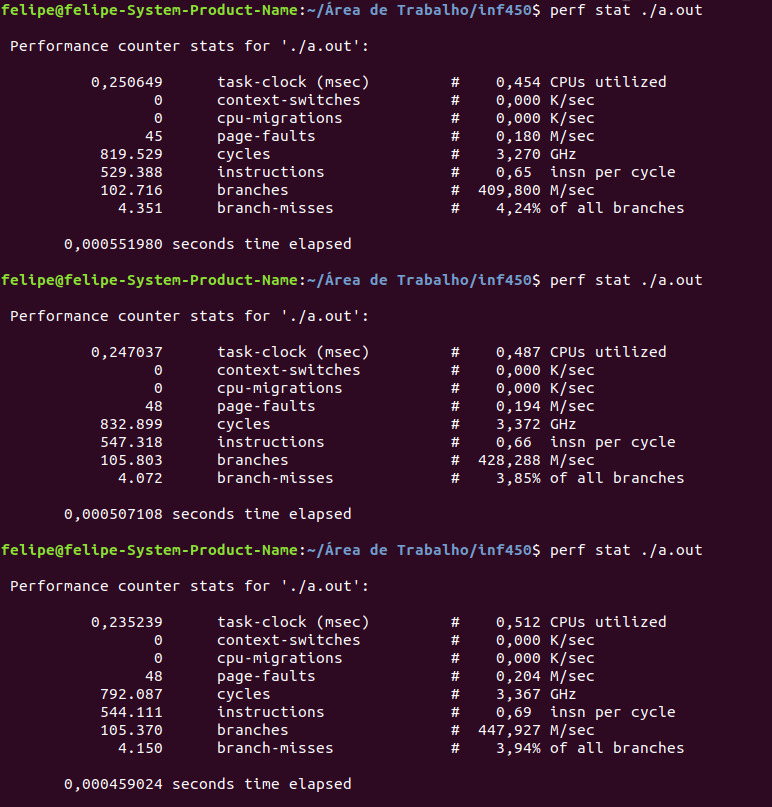 felipe@felipe-System-Product-Name:~/Área de Trabalho/inf450$ perf stat ./a.out
Performance counter stats for './a.out':
0,250649 task-clock (msec) # 0,454 CPUs utilized
0 context-switches # 0,000 K/sec
0 cpu-migrations # 0,000 K/sec
45 page-faults # 0,180 M/sec
819.529 cycles # 3,270 GHz
529.388 instructions # 0,65 insn per cycle
102.716 branches # 409,800 M/sec
4.351 branch-misses # 4,24% of all branches
0,000551980 seconds time elapsed
felipe@felipe-System-Product-Name:~/Área de Trabalho/inf450$ perf stat ./a.out
Performance counter stats for './a.out':
0,247037 task-clock (msec) # 0,487 CPUs utilized
0 context-switches # 0,000 K/sec
0 cpu-migrations # 0,000 K/sec
48 page-faults # 0,194 M/sec
832.899 cycles # 3,372 GHz
547.318 instructions # 0,66 insn per cycle
105.803 branches # 428,288 M/sec
4.072 branch-misses # 3,85% of all branches
0,000507108 seconds time elapsed
felipe@felipe-System-Product-Name:~/Área de Trabalho/inf450$ perf stat ./a.out
Performance counter stats for './a.out':
0,235239 task-clock (msec) # 0,512 CPUs utilized
0 context-switches # 0,000 K/sec
0 cpu-migrations # 0,000 K/sec
48 page-faults # 0,204 M/sec
792.087 cycles # 3,367 GHz
544.111 instructions # 0,69 insn per cycle
105.370 branches # 447,927 M/sec
4.150 branch-misses # 3,94% of all branches
0,000459024 seconds time elapsed